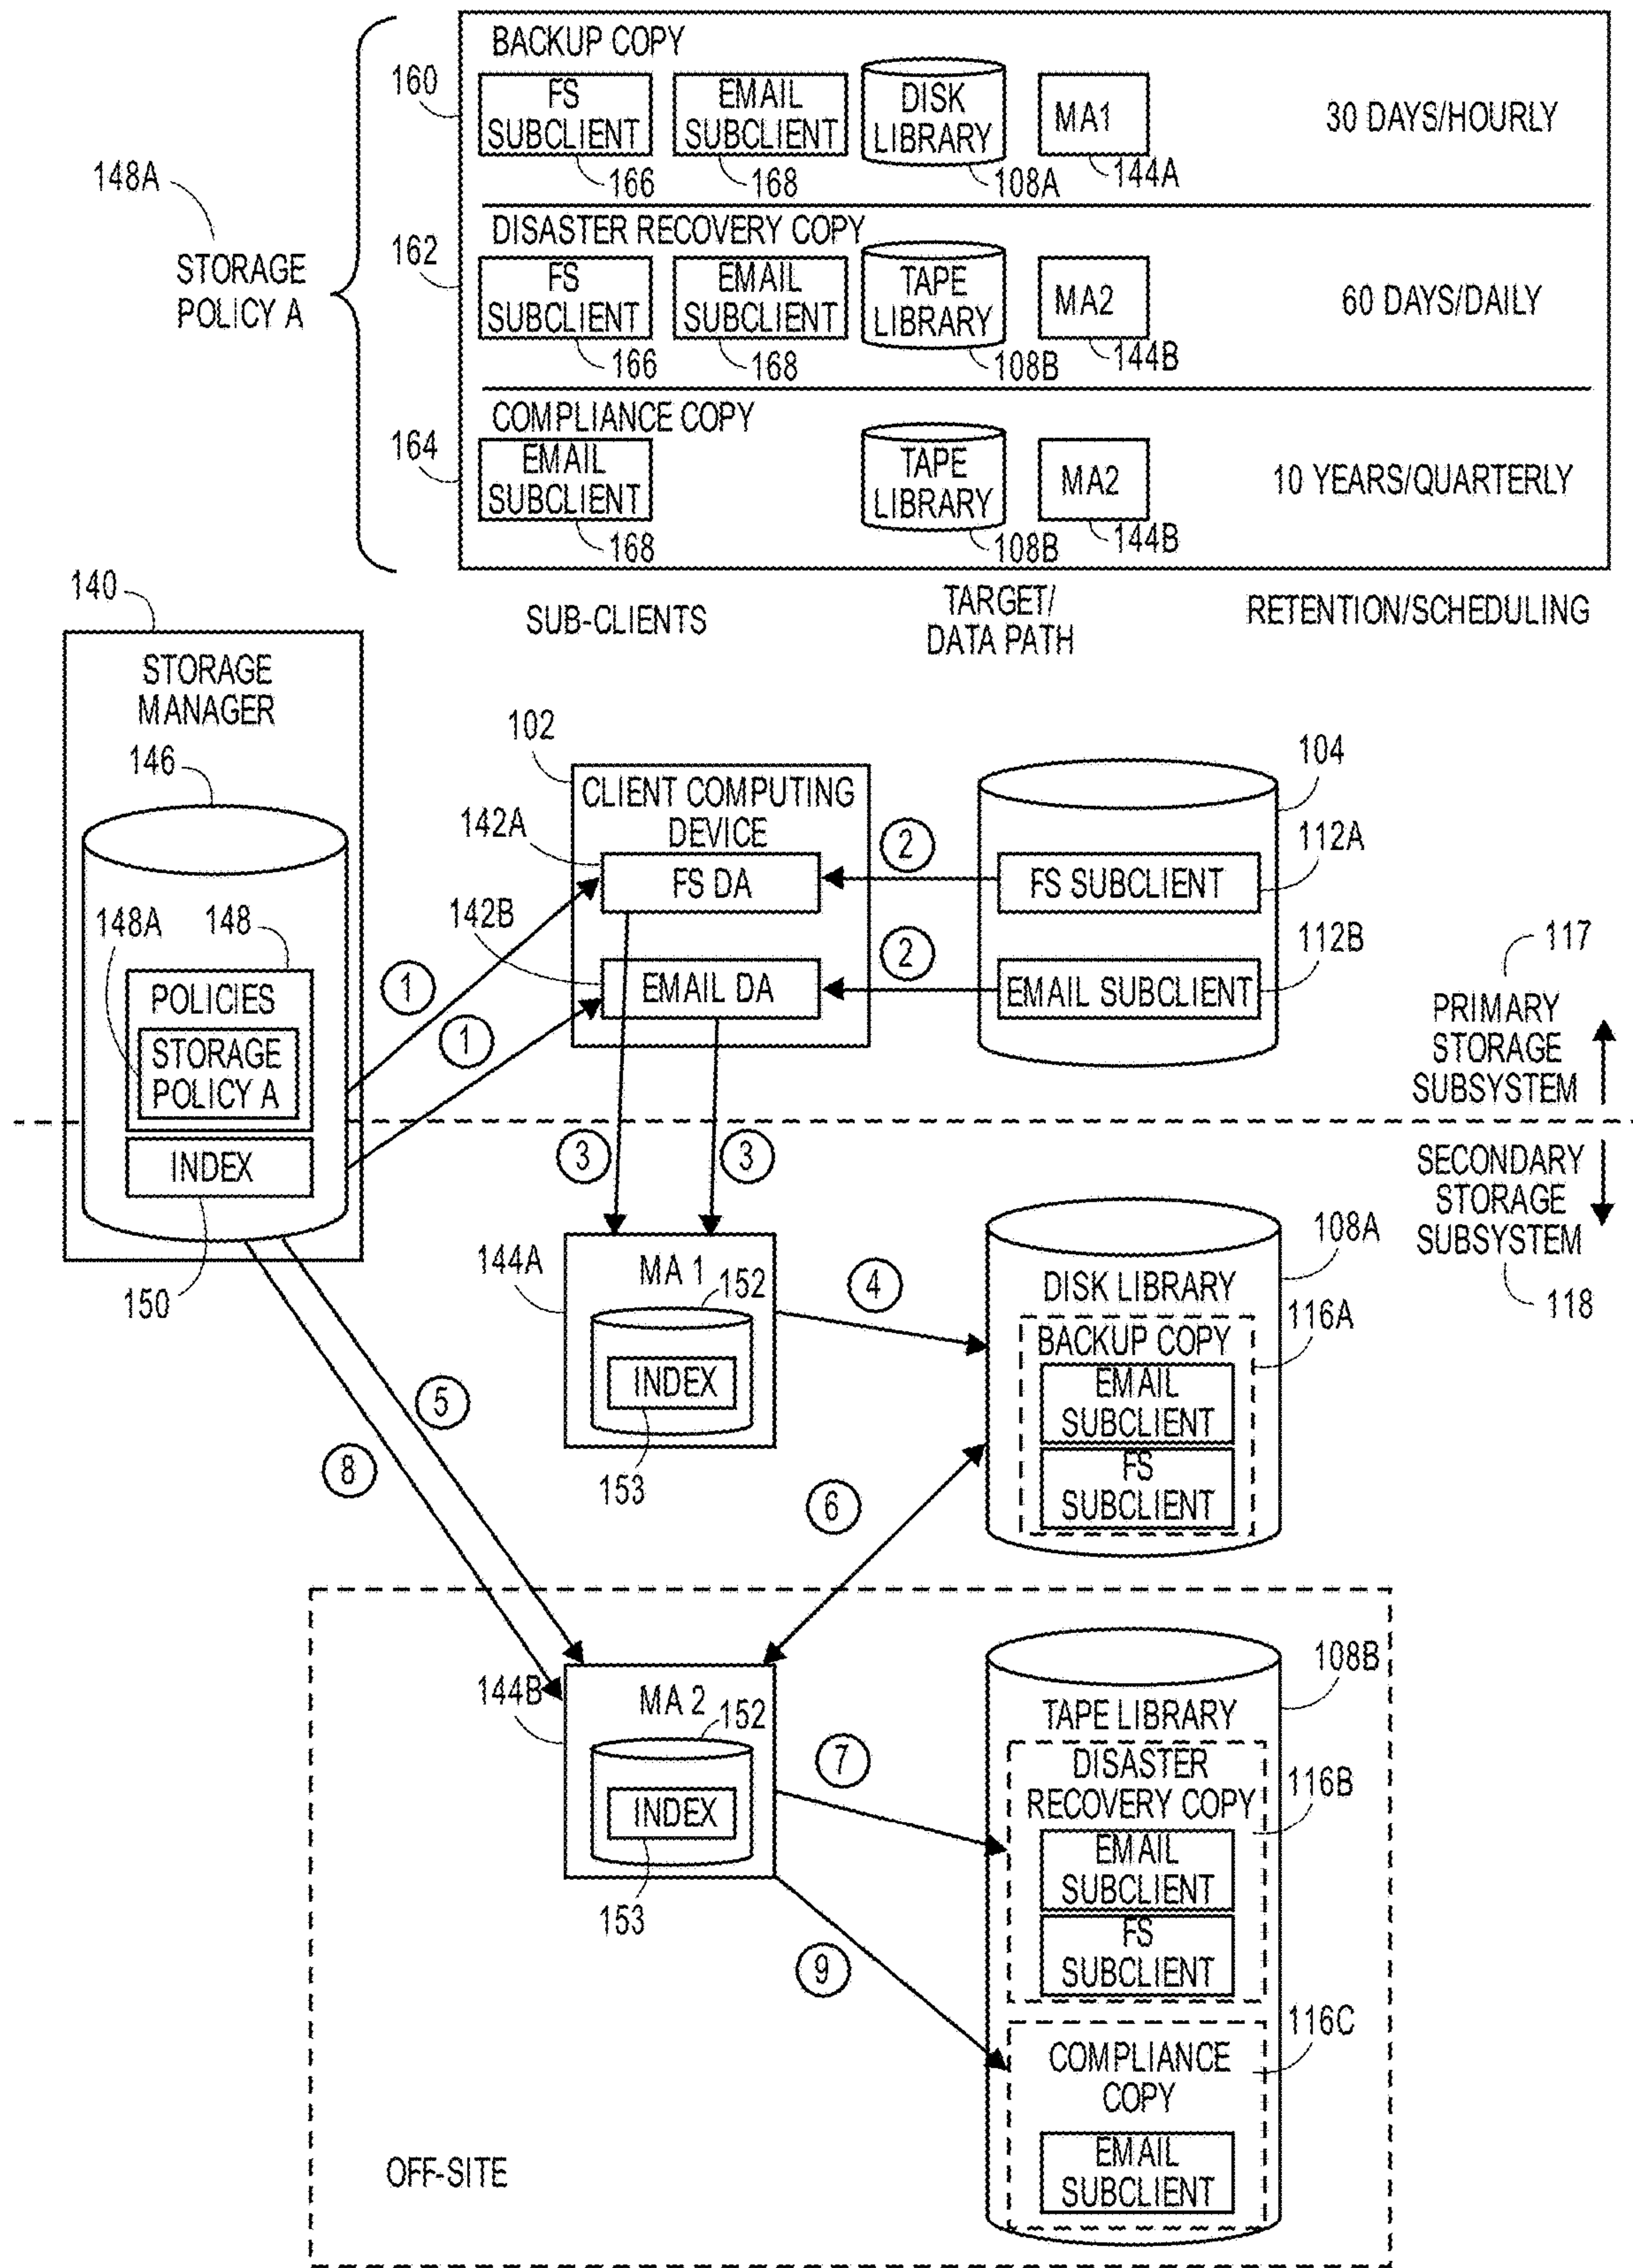 BACKUP COPY
160
FS
SUBCLIENT
166
EMAIL
SUBCLIENT
168
DISK
LIBRARY
108A
MA1
144A
30 DAYS/HOURLY
148A
STORAGE
POLICY A
DISASTER RECOVERY COPY
162
FS
SUBCLIENT
166
EMAIL
SUBCLIENT
168
TAPE
LIBRARY
108B
MA2
144B
60 DAYS/DAILY
COMPLIANCE COPY
164
EMAIL
SUBCLIENT
168
TAPE
LIBRARY
108B
MA2
144B
10 YEARS/QUARTERLY
SUB-CLIENTS
TARGET/
DATA PATH
RETENTION/SCHEDULING
140
STORAGE
MANAGER
146
148A
148
POLICIES
STORAGE
POLICY A
INDEX
150
102
CLIENT COMPUTING
DEVICE
142A
FS DA
142B
EMAIL DA
104
FS SUBCLIENT
112A
EMAIL SUBCLIENT
112B
1
1
2
2
117
PRIMARY
STORAGE
SUBSYSTEM
SECONDARY
STORAGE
SUBSYSTEM
118
3
3
144A
MA 1
152
INDEX
153
4
108A
DISK LIBRARY
116A
BACKUP COPY
EMAIL
SUBCLIENT
FS
SUBCLIENT
5
8
6
144B
MA 2
152
INDEX
153
7
9
108B
TAPE LIBRARY
DISASTER
RECOVERY COPY
116B
EMAIL
SUBCLIENT
FS
SUBCLIENT
116C
COMPLIANCE
COPY
EMAIL
SUBCLIENT
OFF-SITE